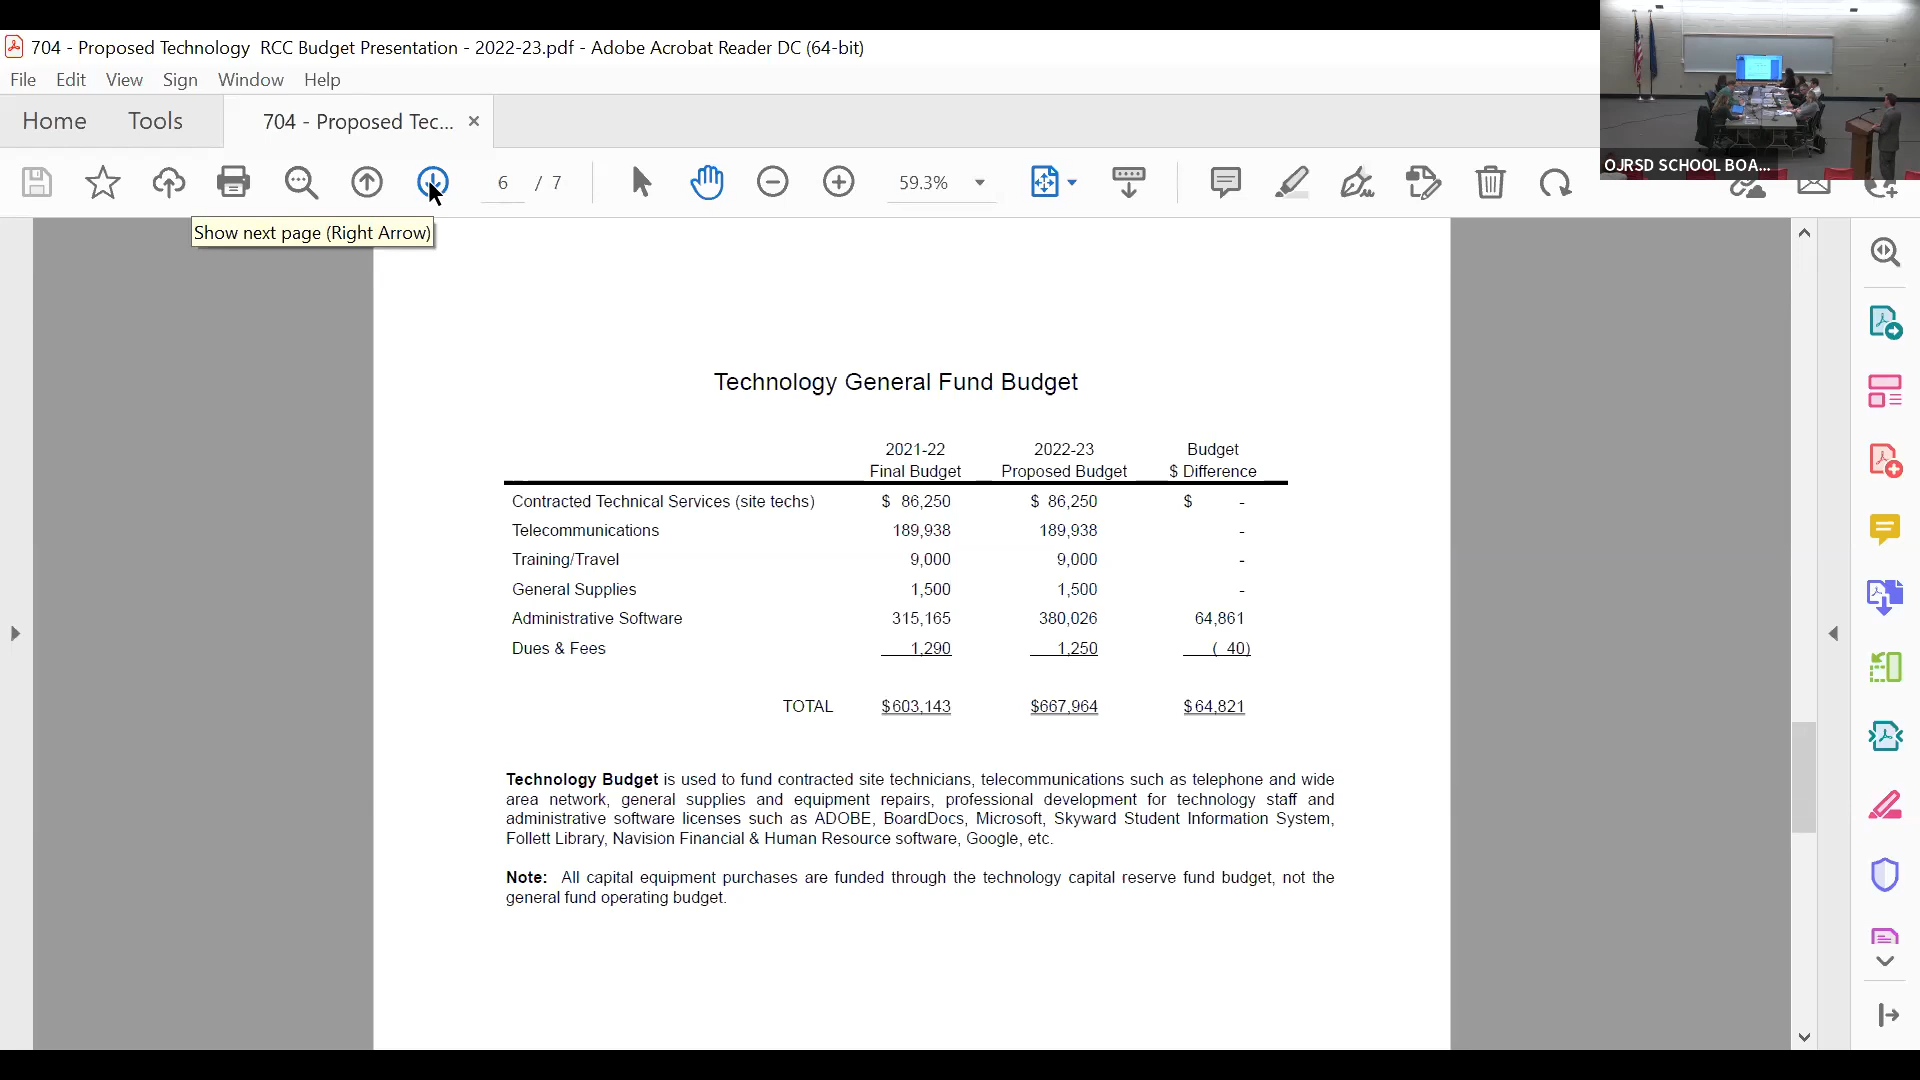 704 - Proposed Technology  RCC Budget Presentation - 2022-23.pdf - Adobe Acrobat Reader DC (64-bit)
File Edit View Sign Window Help
Home Tools 704 - Proposed Tec... ×
6 / 7 59.3%
OJRSD SCHOOL BOA...
Show next page (Right Arrow)
Technology General Fund Budget
2021-22 2022-23 Budget
Final Budget Proposed Budget $ Difference
Contracted Technical Services (site techs) $ 86,250 $ 86,250 $ -
Telecommunications 189,938 189,938 -
Training/Travel 9,000 9,000 -
General Supplies 1,500 1,500 -
Administrative Software 315,165 380,026 64,861
Dues & Fees 1,290 1,250 ( 40)
TOTAL $603,143 $667,964 $64,821
Technology Budget is used to fund contracted site technicians, telecommunications such as telephone and wide
area network, general supplies and equipment repairs, professional development for technology staff and
administrative software licenses such as ADOBE, BoardDocs, Microsoft, Skyward Student Information System,
Follett Library, Navision Financial & Human Resource software, Google, etc.
Note: All capital equipment purchases are funded through the technology capital reserve fund budget, not the
general fund operating budget.